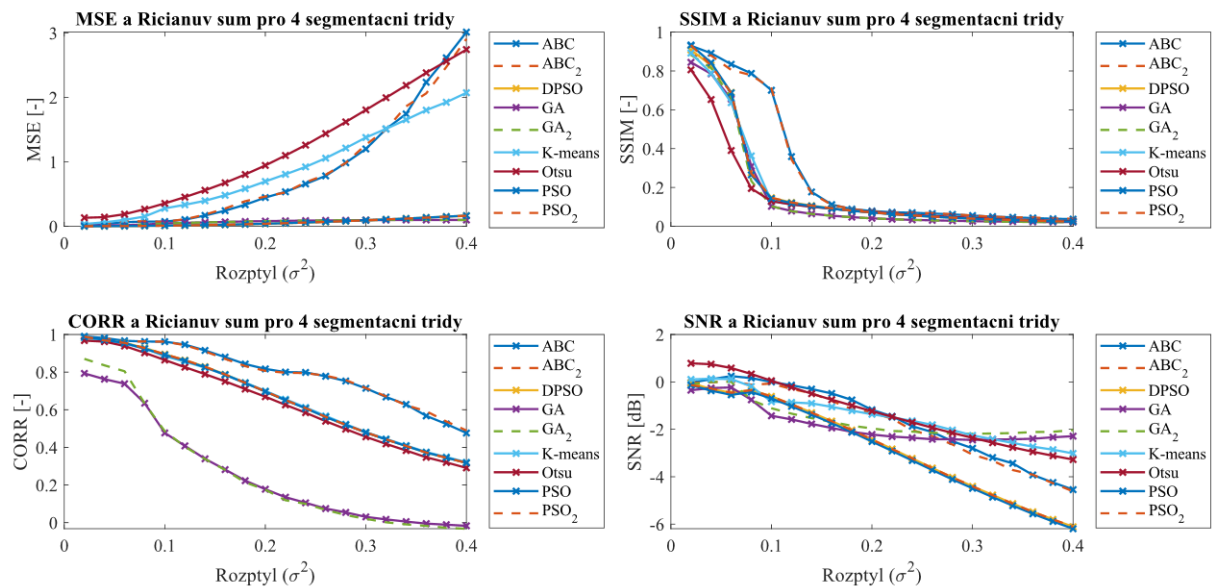 MSE a Ricianuv sum pro 4 segmentacni tridy
MSE [-]
3
2
1
0
0
0.1
0.2
0.3
0.4
Rozptyl (σ²)
ABC
ABC₂
DPSO
GA
GA₂
K-means
Otsu
PSO
PSO₂
SSIM a Ricianuv sum pro 4 segmentacni tridy
SSIM [-]
1
0.8
0.6
0.4
0.2
0
0
0.1
0.2
0.3
0.4
Rozptyl (σ²)
ABC
ABC₂
DPSO
GA
GA₂
K-means
Otsu
PSO
PSO₂
CORR a Ricianuv sum pro 4 segmentacni tridy
CORR [-]
1
0.8
0.6
0.4
0.2
0
0
0.1
0.2
0.3
0.4
Rozptyl (σ²)
ABC
ABC₂
DPSO
GA
GA₂
K-means
Otsu
PSO
PSO₂
SNR a Ricianuv sum pro 4 segmentacni tridy
SNR [dB]
2
0
-2
-4
-6
0
0.1
0.2
0.3
0.4
Rozptyl (σ²)
ABC
ABC₂
DPSO
GA
GA₂
K-means
Otsu
PSO
PSO₂